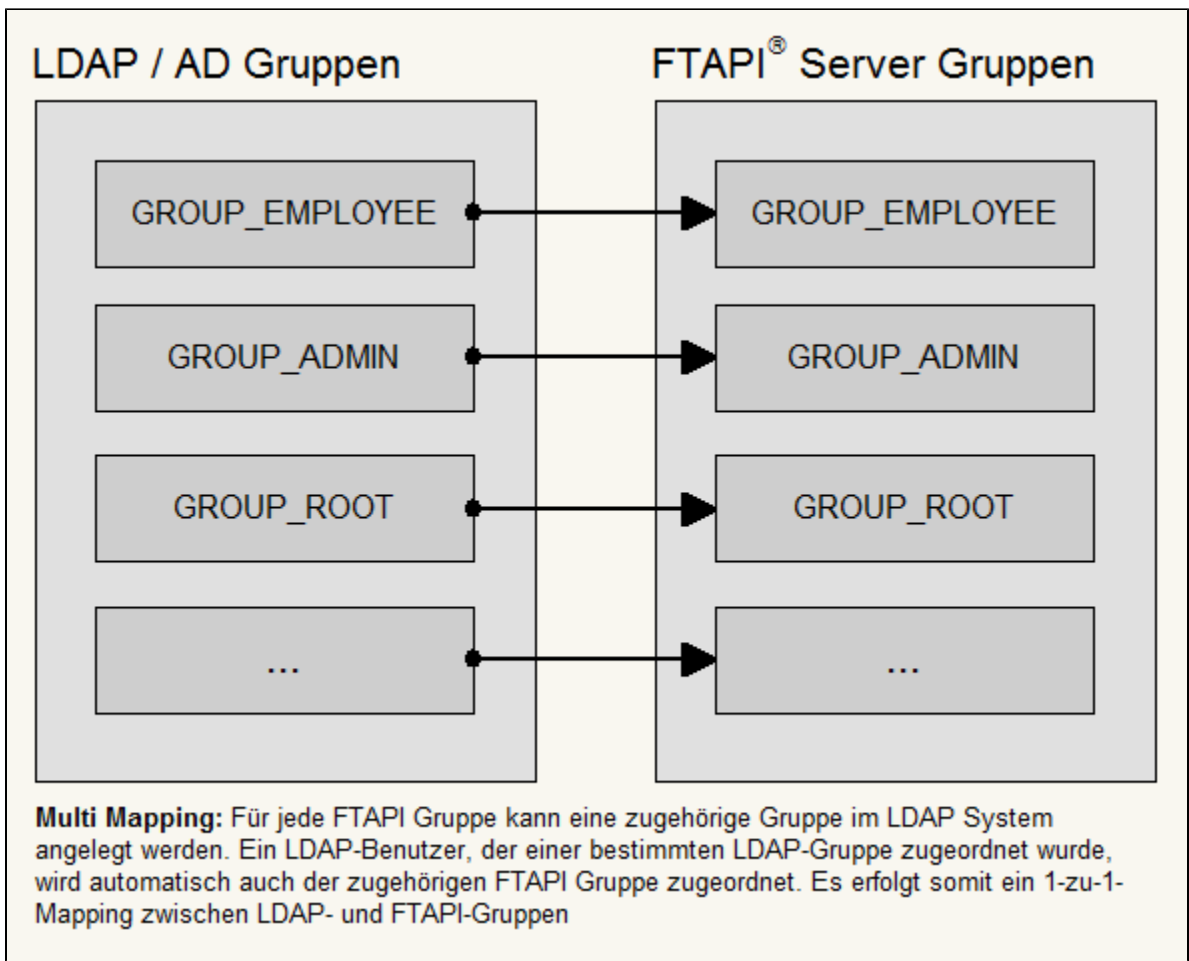 LDAP / AD Gruppen
FTAPI® Server Gruppen
GROUP_EMPLOYEE
GROUP_EMPLOYEE
GROUP_ADMIN
GROUP_ADMIN
GROUP_ROOT
GROUP_ROOT
...
...
Multi Mapping: Für jede FTAPI Gruppe kann eine zugehörige Gruppe im LDAP System
angelegt werden. Ein LDAP-Benutzer, der einer bestimmten LDAP-Gruppe zugeordnet wurde,
wird automatisch auch der zugehörigen FTAPI Gruppe zugeordnet. Es erfolgt somit ein 1-zu-1-
Mapping zwischen LDAP- und FTAPI-Gruppen